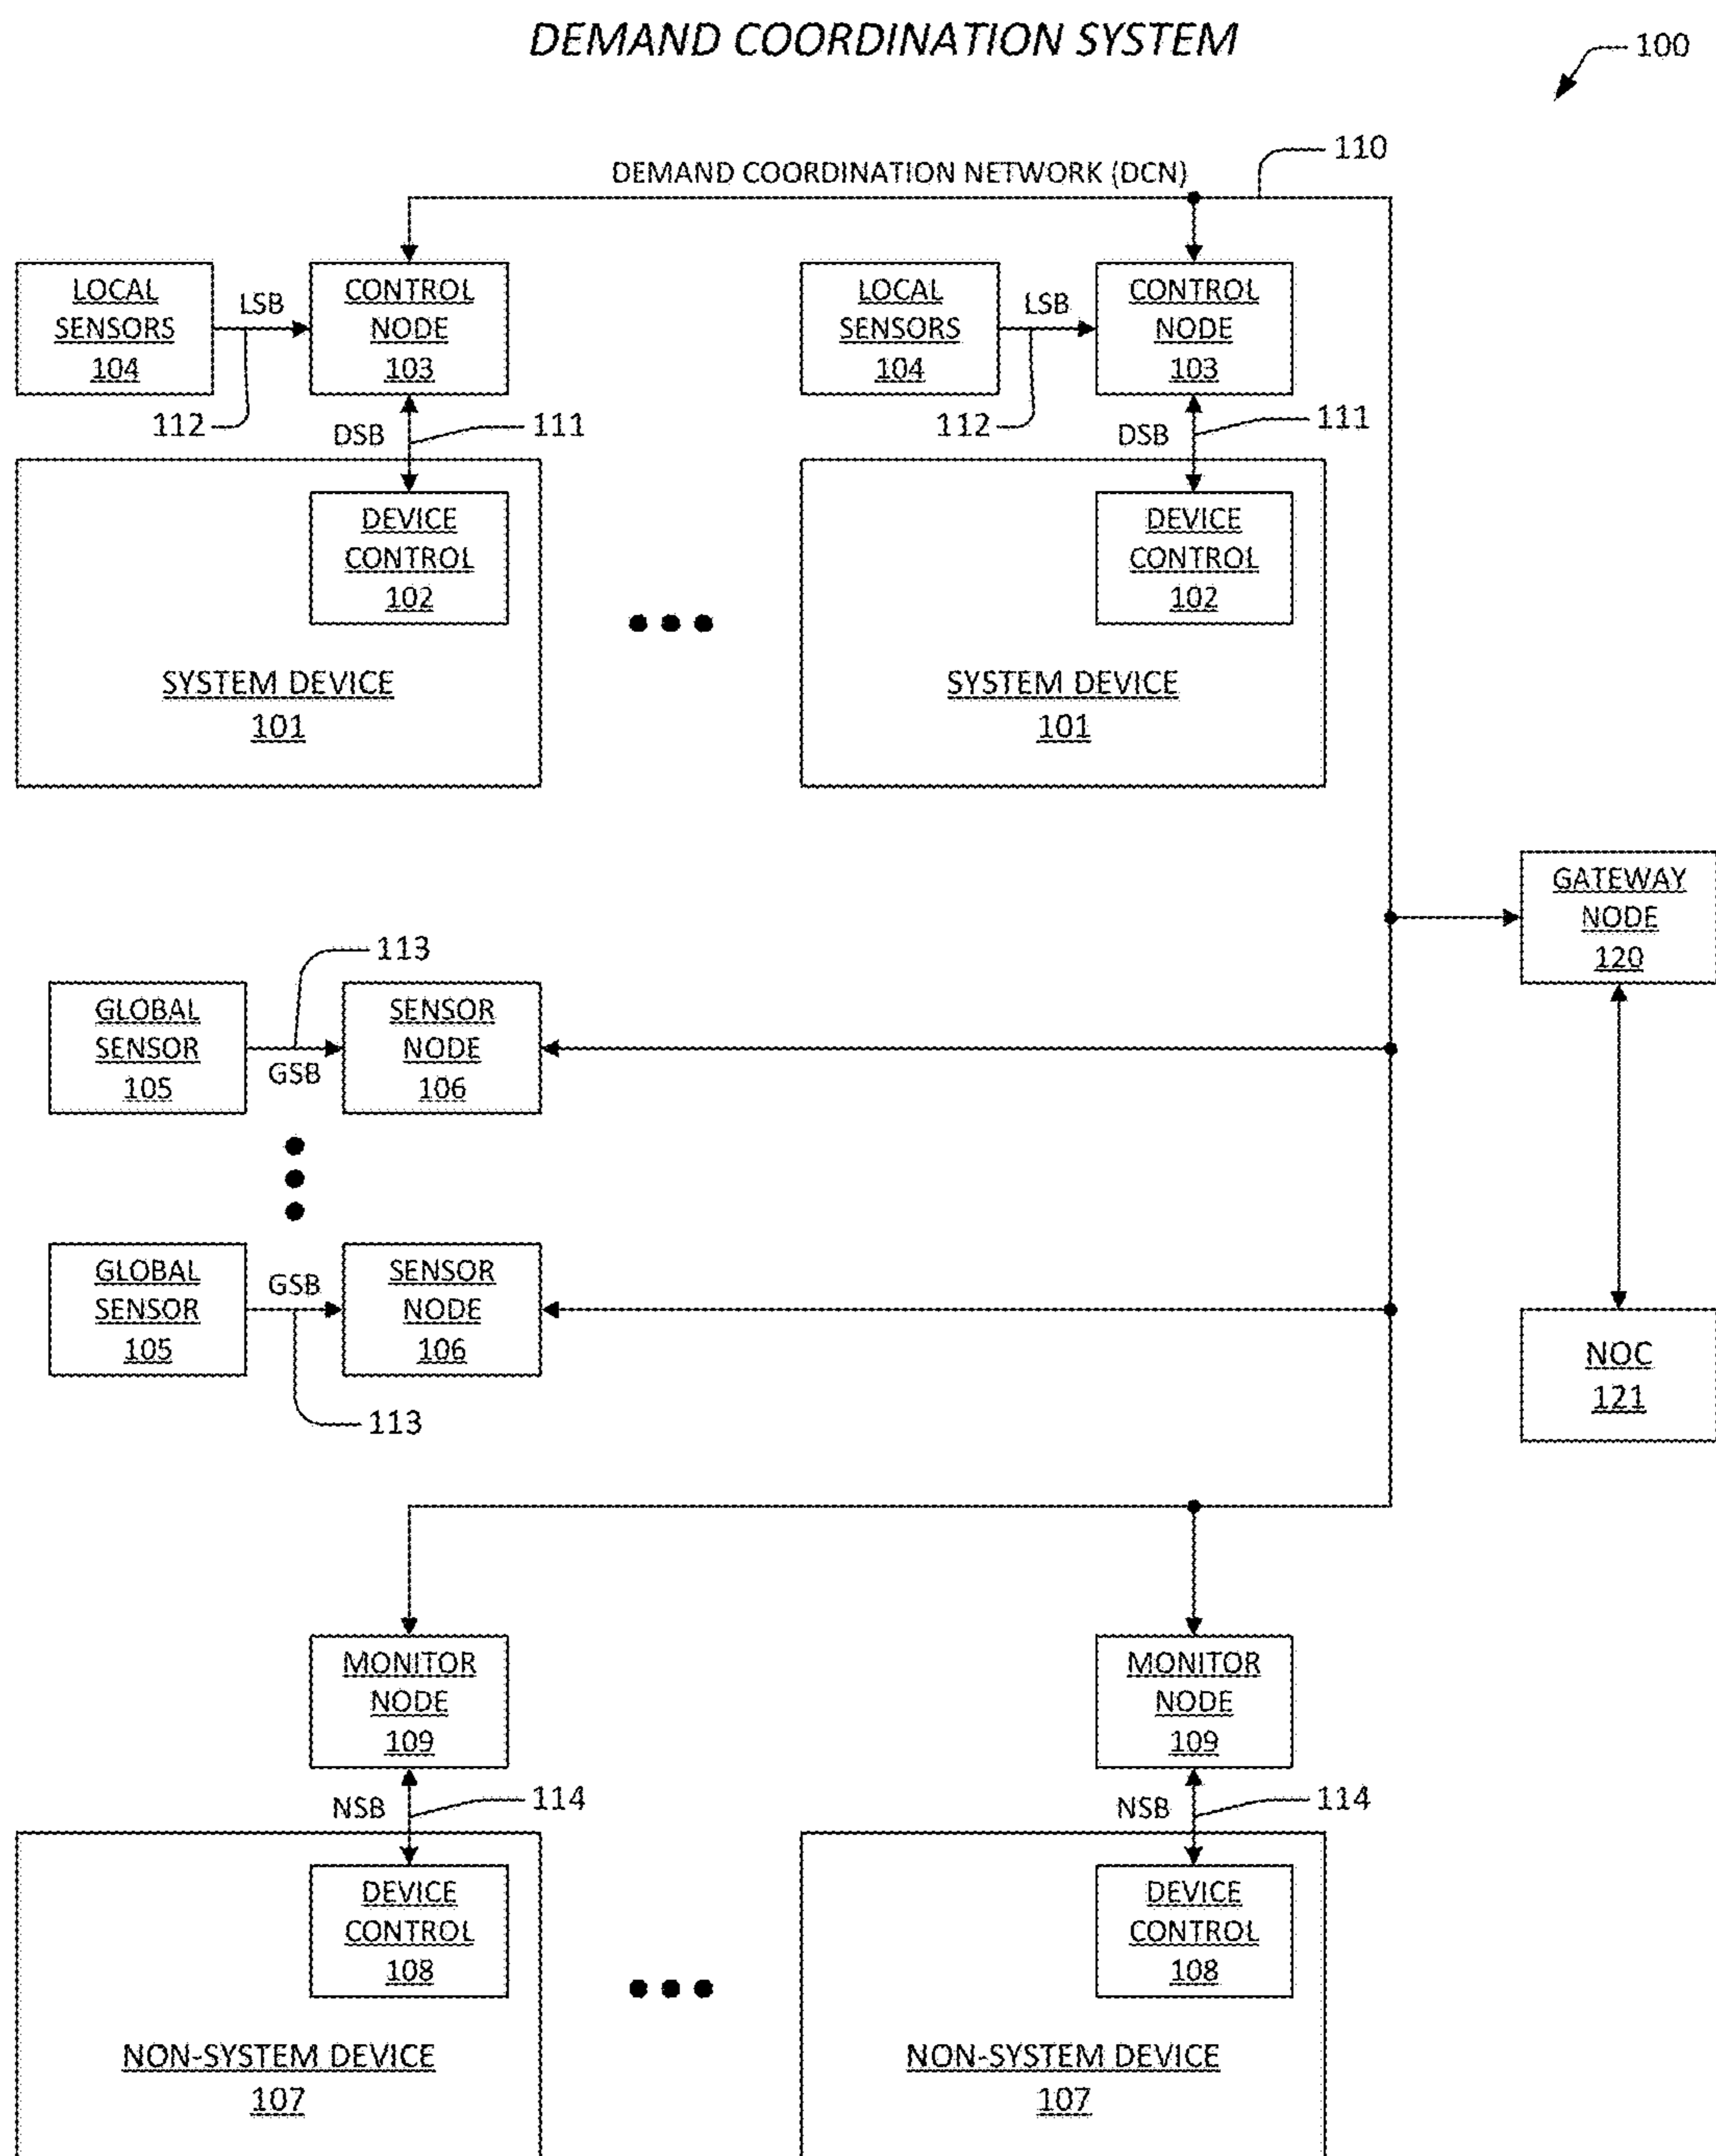 DEMAND COORDINATION SYSTEM
100
110
DEMAND COORDINATION NETWORK (DCN)
LOCAL
SENSORS
104
LSB
112
CONTROL
NODE
103
DSB
111
DEVICE
CONTROL
102
SYSTEM DEVICE
101
LOCAL
SENSORS
104
LSB
112
CONTROL
NODE
103
DSB
111
DEVICE
CONTROL
102
SYSTEM DEVICE
101
GATEWAY
NODE
120
113
GLOBAL
SENSOR
105
GSB
SENSOR
NODE
106
GLOBAL
SENSOR
105
GSB
SENSOR
NODE
106
113
NOC
121
MONITOR
NODE
109
NSB
114
DEVICE
CONTROL
108
NON-SYSTEM DEVICE
107
MONITOR
NODE
109
NSB
114
DEVICE
CONTROL
108
NON-SYSTEM DEVICE
107